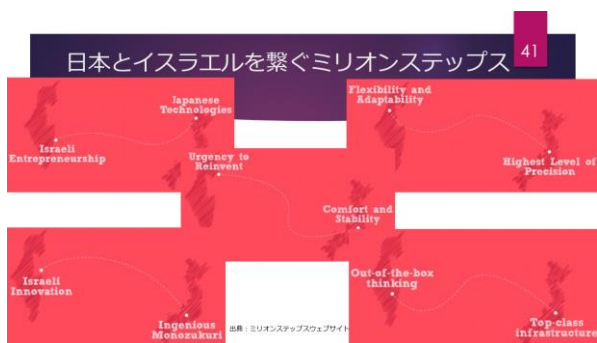 41
日本とイスラエルを繋ぐミリオンステップス
Japanese
Technologies
Israeli
Entrepreneurship
Flexibility and
Adaptability
Highest Level of
Precision
Urgency to
Reinvent
Comfort and
Stability
Israeli
Innovation
Ingenious
Monozukuri
Out-of-the-box
thinking
Top-class
infrastructure
出典：ミリオンステップスウェブサイト